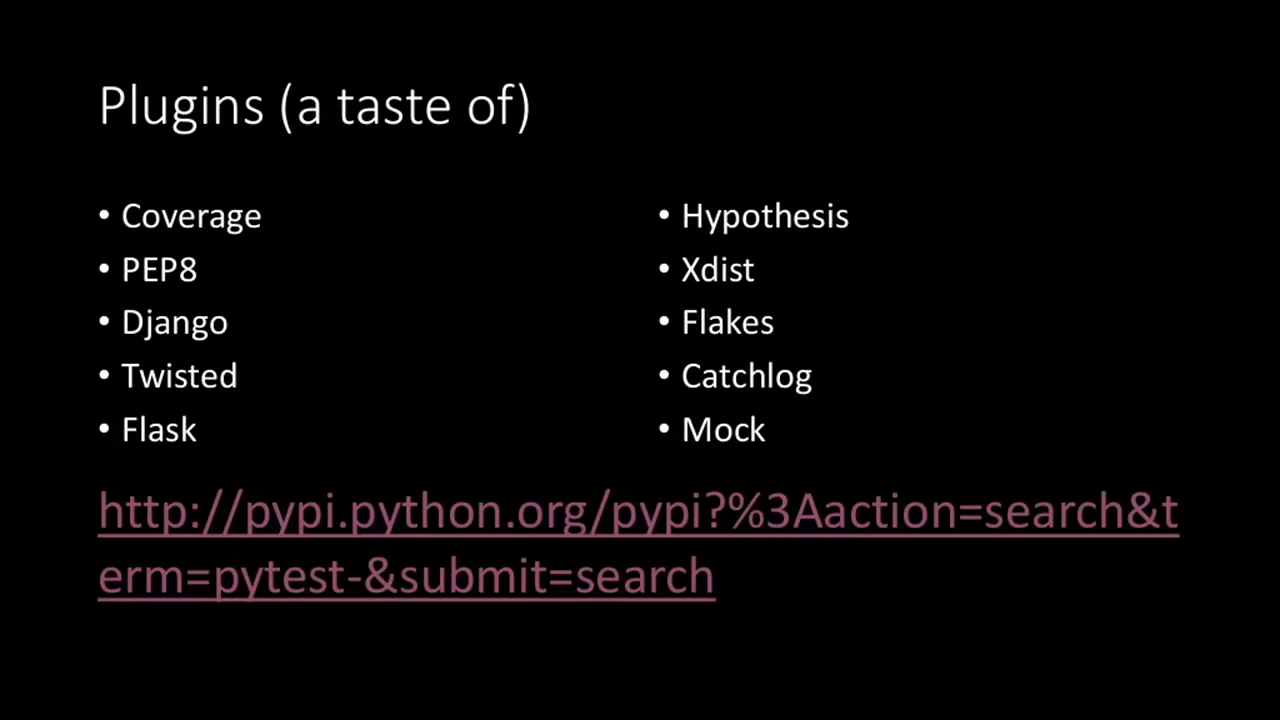 Plugins (a taste of)
• Coverage
• PEP8
• Django
• Twisted
• Flask
• Hypothesis
• Xdist
• Flakes
• Catchlog
• Mock
http://pypi.python.org/pypi?%3Aaction=search&t
erm=pytest-&submit=search